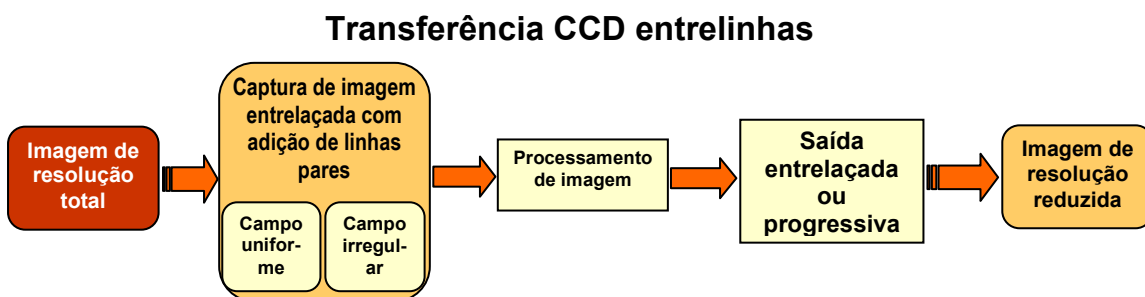 Transferência CCD entrelinhas
Imagem de
resolução
total
Captura de imagem
entrelaçada com
adição de linhas
pares
Campo
unifor-
me
Campo
irregul-
ar
Processamento
de imagem
Saída
entrelaçada
ou
progressiva
Imagem de
resolução
reduzida